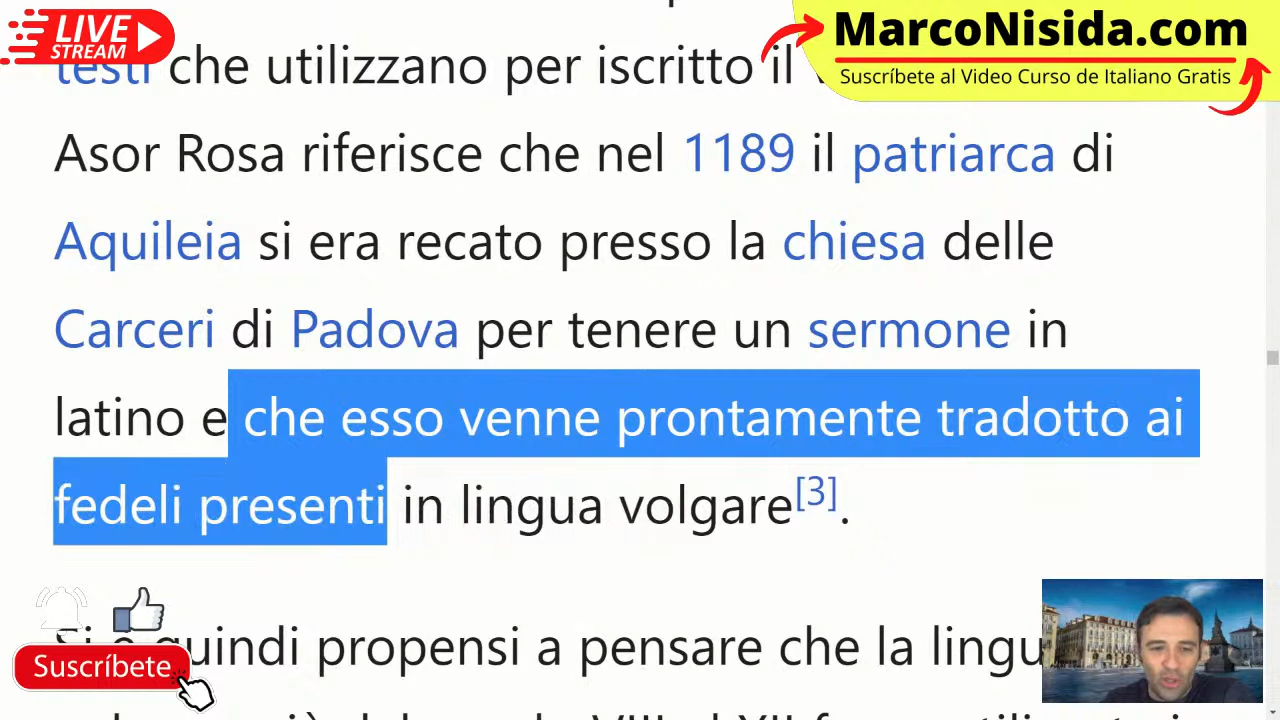 LIVE
STREAM
MarcoNisida.com
Suscríbete al Video Curso de Italiano Gratis
testi che utilizzano per iscritto il
Asor Rosa riferisce che nel 1189 il patriarca di
Aquileia si era recato presso la chiesa delle
Carceri di Padova per tenere un sermone in
latino e che esso venne prontamente tradotto ai
fedeli presenti in lingua volgare[3].
Si è quindi propensi a pensare che la
Suscríbete